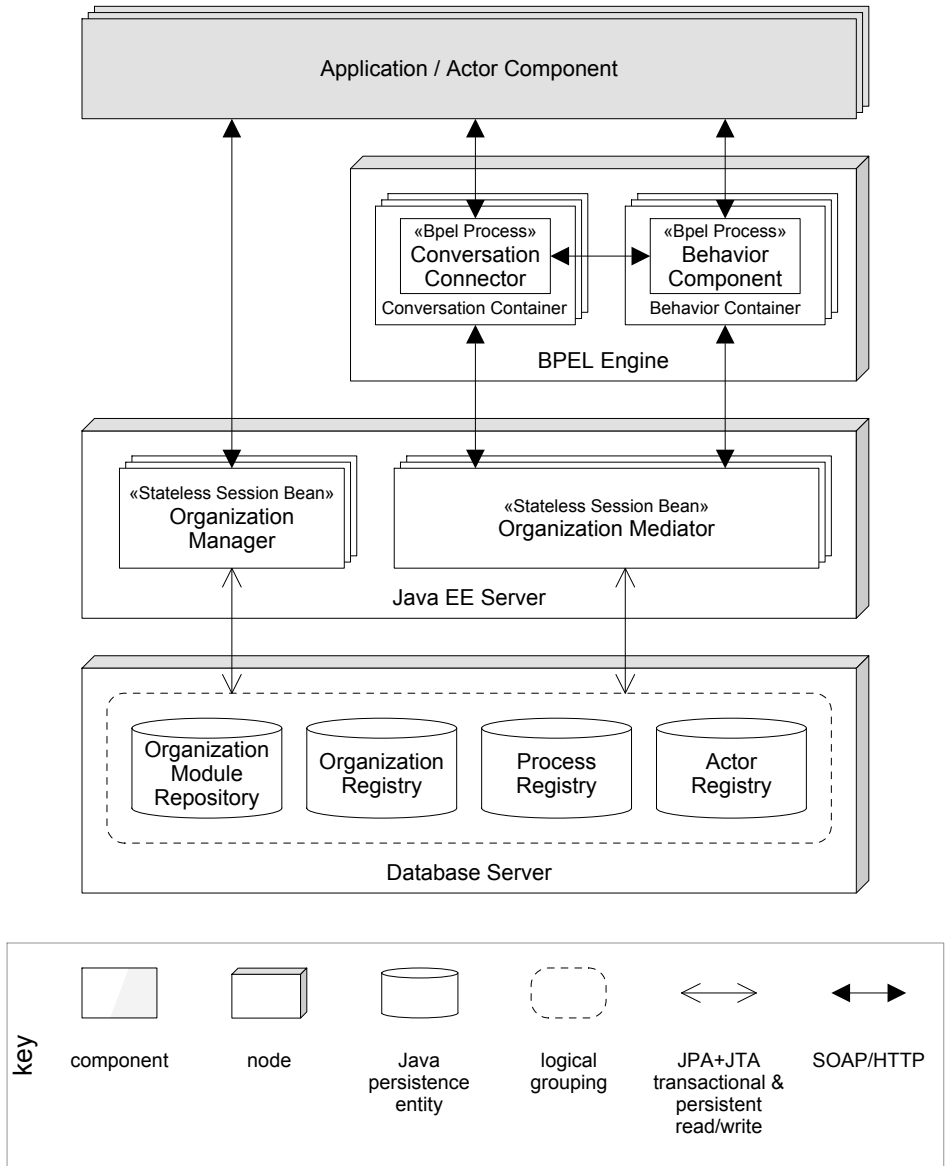 Application / Actor Component
«Bpel Process»
Conversation
Connector
Conversation Container
«Bpel Process»
Behavior
Component
Behavior Container
BPEL Engine
«Stateless Session Bean»
Organization
Manager
«Stateless Session Bean»
Organization Mediator
Java EE Server
Organization
Module
Repository
Organization
Registry
Process
Registry
Actor
Registry
Database Server
key
component
node
Java
persistence
entity
logical
grouping
JPA+JTA
transactional &
persistent
read/write
SOAP/HTTP